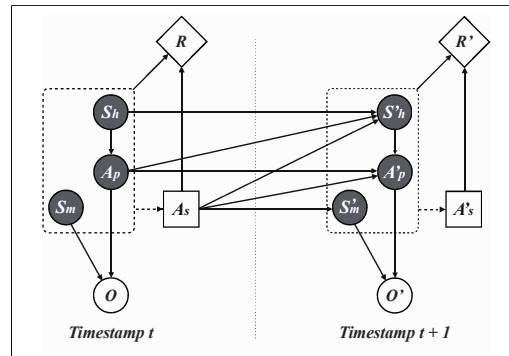 R
R'
Sh
S'h
Ap
A'p
Sm
As
S'm
A's
O
O'
Timestamp t
Timestamp t + 1